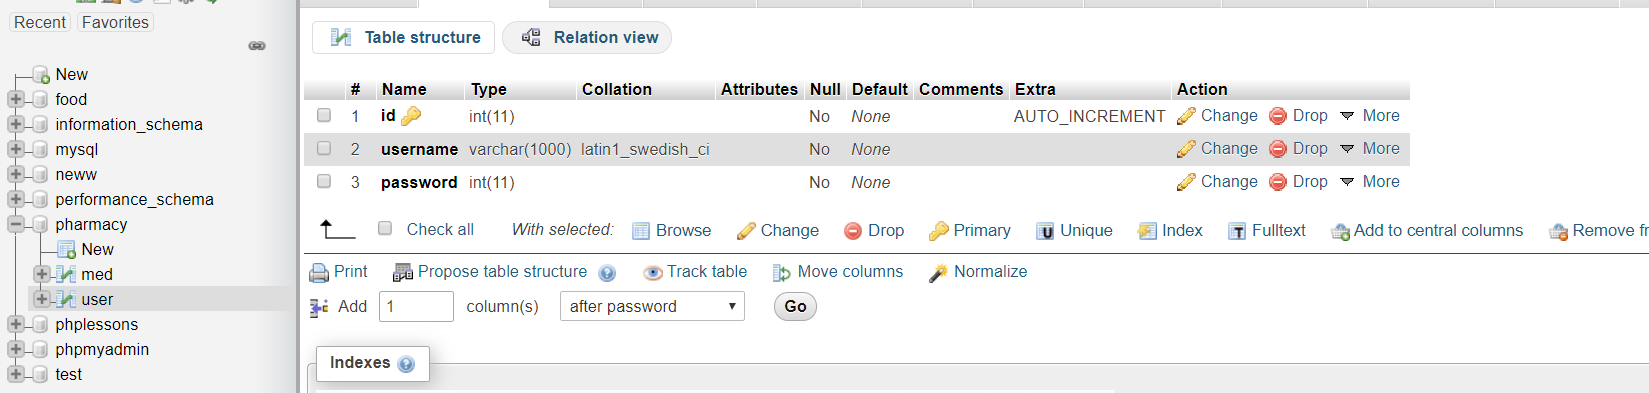 Recent Favorites
New
food
information_schema
mysql
neww
performance_schema
pharmacy
New
med
user
phplessons
phpmyadmin
test
Table structure Relation view
# Name Type Collation Attributes Null Default Comments Extra Action
1 id int(11) No None AUTO_INCREMENT Change Drop More
2 username varchar(1000) latin1_swedish_ci No None Change Drop More
3 password int(11) No None Change Drop More
Check all With selected: Browse Change Drop Primary Unique Index Fulltext Add to central columns Remove fr
Print Propose table structure Track table Move columns Normalize
Add 1 column(s) after password Go
Indexes